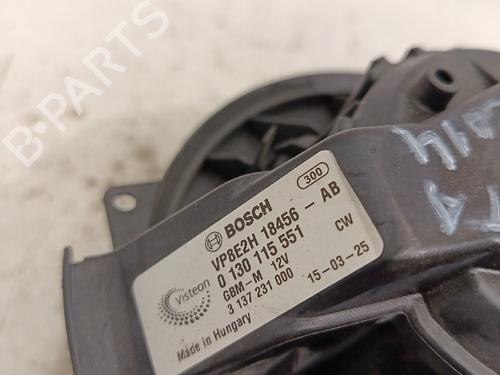 300
BOSCH
VP8E2H 18456 - AB
0 130 115 551 CW
GBM-M 12V
3 137 231 000 15-03-25
Visteon
Made in Hungary
B-Parts